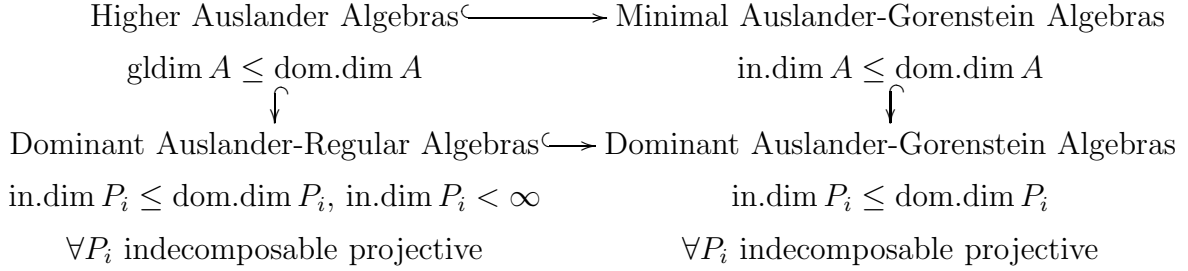 Higher Auslander Algebras Minimal Auslander-Gorenstein Algebras
gldim A ≤ dom.dim A in.dim A ≤ dom.dim A
Dominant Auslander-Regular Algebras Dominant Auslander-Gorenstein Algebras
in.dim P_i ≤ dom.dim P_i, in.dim P_i < ∞ in.dim P_i ≤ dom.dim P_i
∀P_i indecomposable projective ∀P_i indecomposable projective